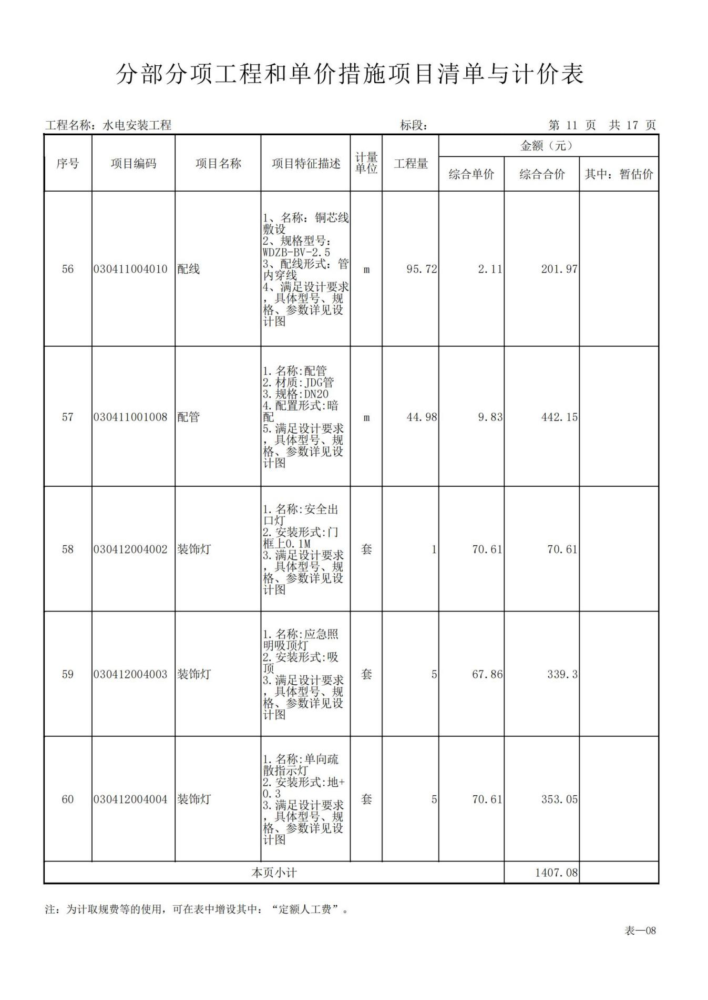 分部分项工程和单价措施项目清单与计价表
工程名称：水电安装工程 标段： 第 11 页 共 17 页
序号 项目编码 项目名称 项目特征描述 计量单位 工程量 金额（元）
综合单价 综合合价 其中：暂估价
1、名称：铜芯线
敷设
2、规格型号：
WDZB-BV-2.5
3、配线形式：管
内穿线
4、满足设计要求
，具体型号、规
格、参数详见设
计图
56 030411004010 配线 m 95.72 2.11 201.97
1.名称:配管
2.材质:JDG管
3.规格:DN20
4.配置形式:暗
配
5.满足设计要求
，具体型号、规
格、参数详见设
计图
57 030411001008 配管 m 44.98 9.83 442.15
1.名称:安全出
口灯
2.安装形式:门
框上0.1M
3.满足设计要求
，具体型号、规
格、参数详见设
计图
58 030412004002 装饰灯 套 1 70.61 70.61
1.名称:应急照
明吸顶灯
2.安装形式:吸
顶
3.满足设计要求
，具体型号、规
格、参数详见设
计图
59 030412004003 装饰灯 套 5 67.86 339.3
1.名称:单向疏
散指示灯
2.安装形式:地+
0.3
3.满足设计要求
，具体型号、规
格、参数详见设
计图
60 030412004004 装饰灯 套 5 70.61 353.05
本页小计 1407.08
注：为计取规费等的使用，可在表中增设其中：“定额人工费”。
表—08